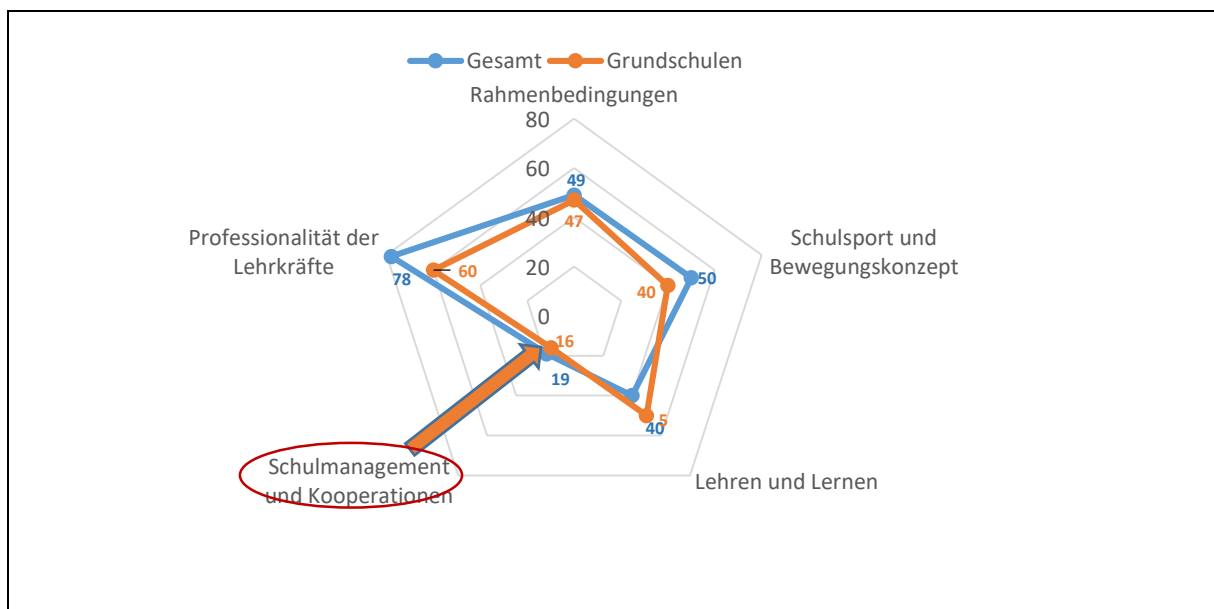 Gesamt Grundschulen
Rahmenbedingungen
80
60
49
40
47
20
0
Schulsport und
Bewegungskonzept
50
40
Professionalität der
Lehrkräfte
78
60
16
19
5
40
Lehren und Lernen
Schulmanagement
und Kooperationen